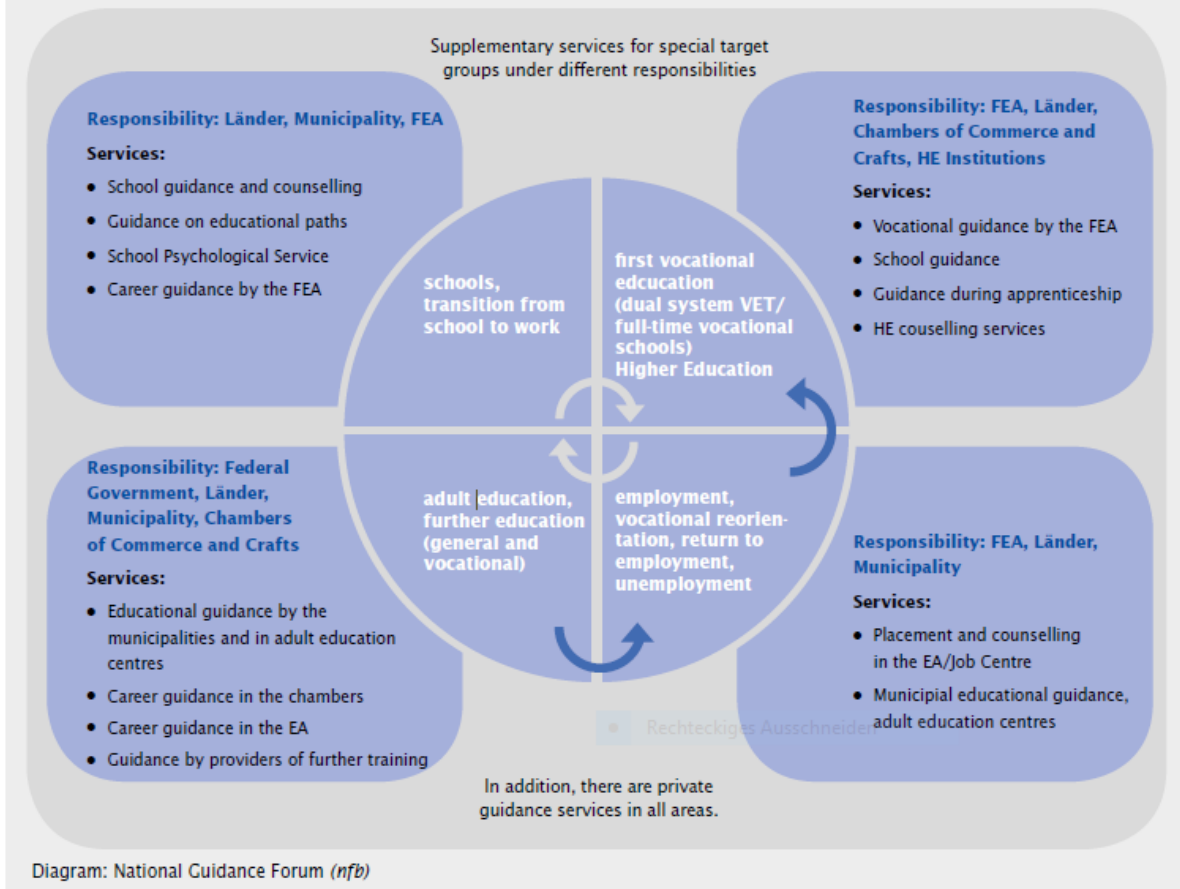 Supplementary services for special target
groups under different responsibilities
Responsibility: Länder, Municipality, FEA
Services:
• School guidance and counselling
• Guidance on educational paths
• School Psychological Service
• Career guidance by the FEA
Responsibility: FEA, Länder,
Chambers of Commerce and
Crafts, HE Institutions
Services:
• Vocational guidance by the FEA
• School guidance
• Guidance during apprenticeship
• HE couselling services
schools,
transition from
school to work
first vocational
edcucation
(dual system VET/
full-time vocational
schools)
Higher Education
adult education,
further education
(general and
vocational)
employment,
vocational reorien-
tation, return to
employment,
unemployment
Responsibility: Federal
Government, Länder,
Municipality, Chambers
of Commerce and Crafts
Services:
• Educational guidance by the
municipalities and in adult education
centres
• Career guidance in the chambers
• Career guidance in the EA
• Guidance by providers of further training
Responsibility: FEA, Länder,
Municipality
Services:
• Placement and counselling
in the EA/Job Centre
• Municipial educational guidance,
adult education centres
• Rechteckiges Ausschneiden
In addition, there are private
guidance services in all areas.
Diagram: National Guidance Forum (nfb)